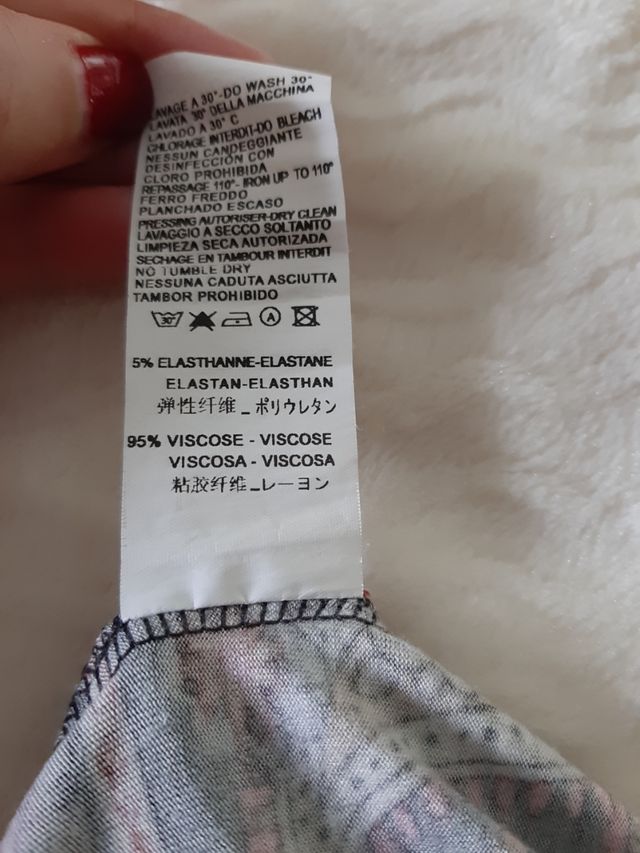 LAVAGE A 30°-DO WASH 30°
LAVATA 30° DELLA MACCHINA
LAVADO A 30° C
CHLORAGE INTERDIT-DO BLEACH
NESSUN CANDEGGIANTE
DESINFECCIÓN CON
CLORO PROHIBIDA
REPASSAGE 110°- IRON UP TO 110°
FERRO FREDDO
PLANCHADO ESCASO
PRESSING AUTORISER-DRY CLEAN
LAVAGGIO A SECCO SOLTANTO
LIMPIEZA SECA AUTORIZADA
SECHAGE EN TAMBOUR INTERDIT
NO TUMBLE DRY
NESSUNA CADUTA ASCIUTTA
TAMBOR PROHIBIDO
30° A
5% ELASTHANNE-ELASTANE
ELASTAN-ELASTHAN
弹性纤维_ポリウレタン
95% VISCOSE - VISCOSE
VISCOSA - VISCOSA
粘胶纤维_レーヨン